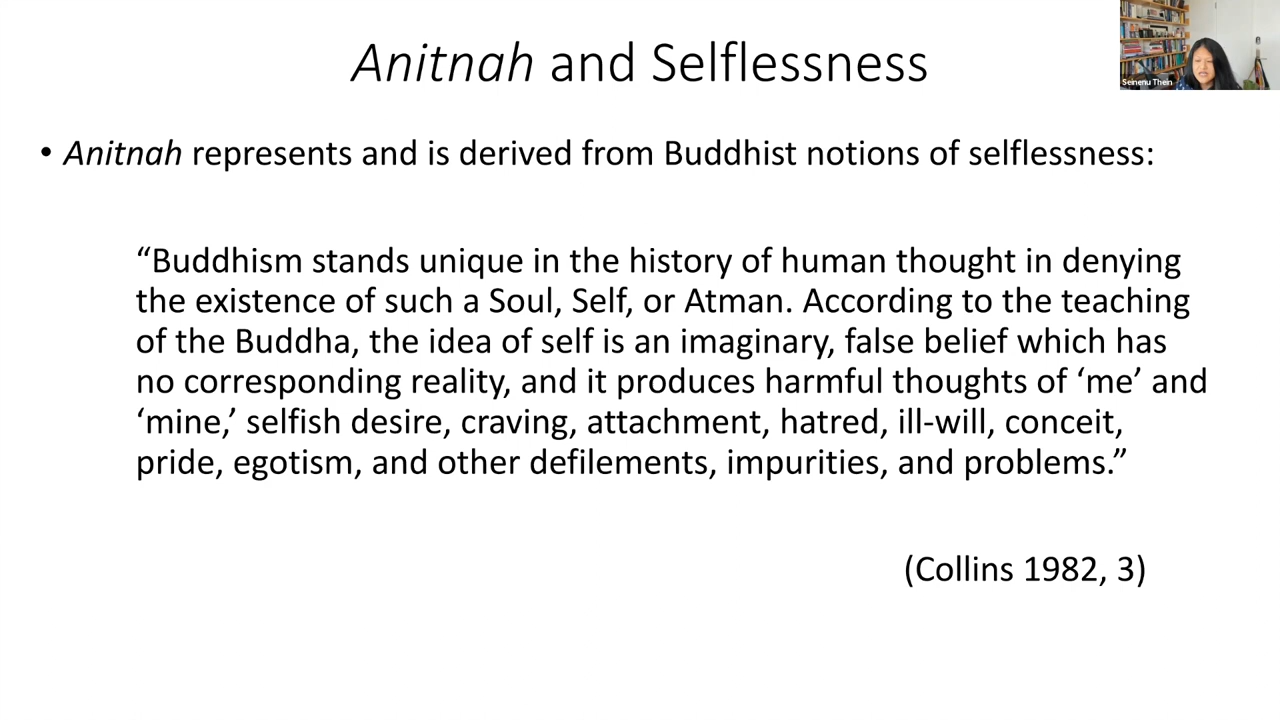 Anitnah and Selflessness
Seinenu Thein
• Anitnah represents and is derived from Buddhist notions of selflessness:
“Buddhism stands unique in the history of human thought in denying
the existence of such a Soul, Self, or Atman. According to the teaching
of the Buddha, the idea of self is an imaginary, false belief which has
no corresponding reality, and it produces harmful thoughts of ‘me’ and
‘mine,’ selfish desire, craving, attachment, hatred, ill-will, conceit,
pride, egotism, and other defilements, impurities, and problems.”
(Collins 1982, 3)